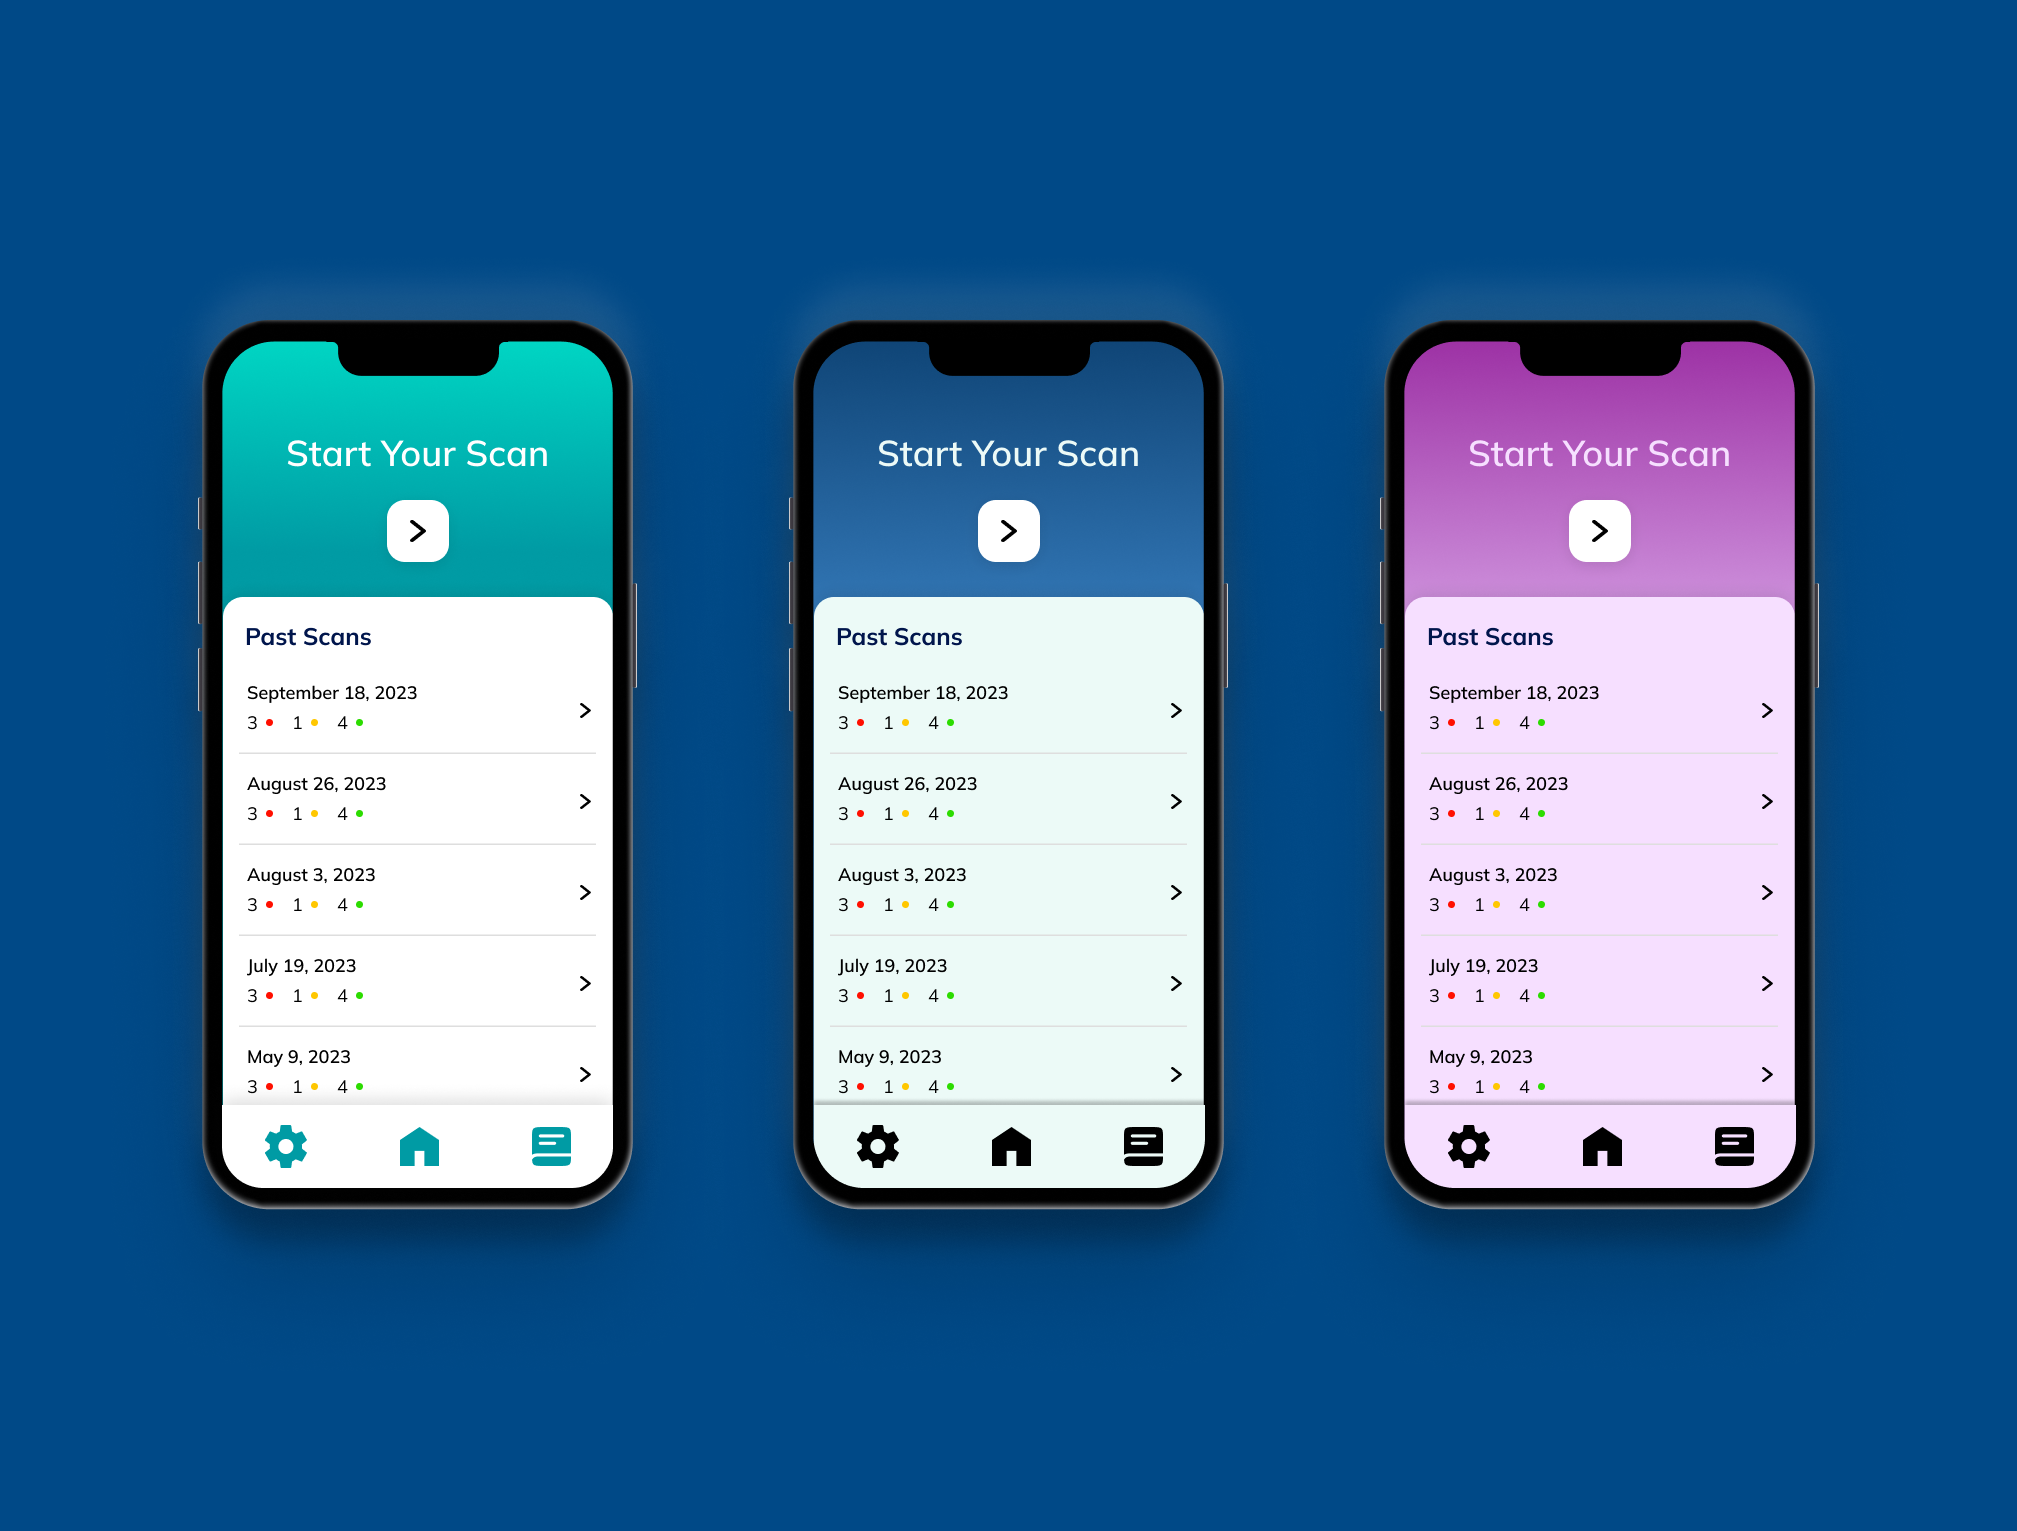 Start Your Scan
Past Scans
September 18, 2023
3 1 4
August 26, 2023
3 1 4
August 3, 2023
3 1 4
July 19, 2023
3 1 4
May 9, 2023
3 1 4
Start Your Scan
Past Scans
September 18, 2023
3 1 4
August 26, 2023
3 1 4
August 3, 2023
3 1 4
July 19, 2023
3 1 4
May 9, 2023
3 1 4
Start Your Scan
Past Scans
September 18, 2023
3 1 4
August 26, 2023
3 1 4
August 3, 2023
3 1 4
July 19, 2023
3 1 4
May 9, 2023
3 1 4